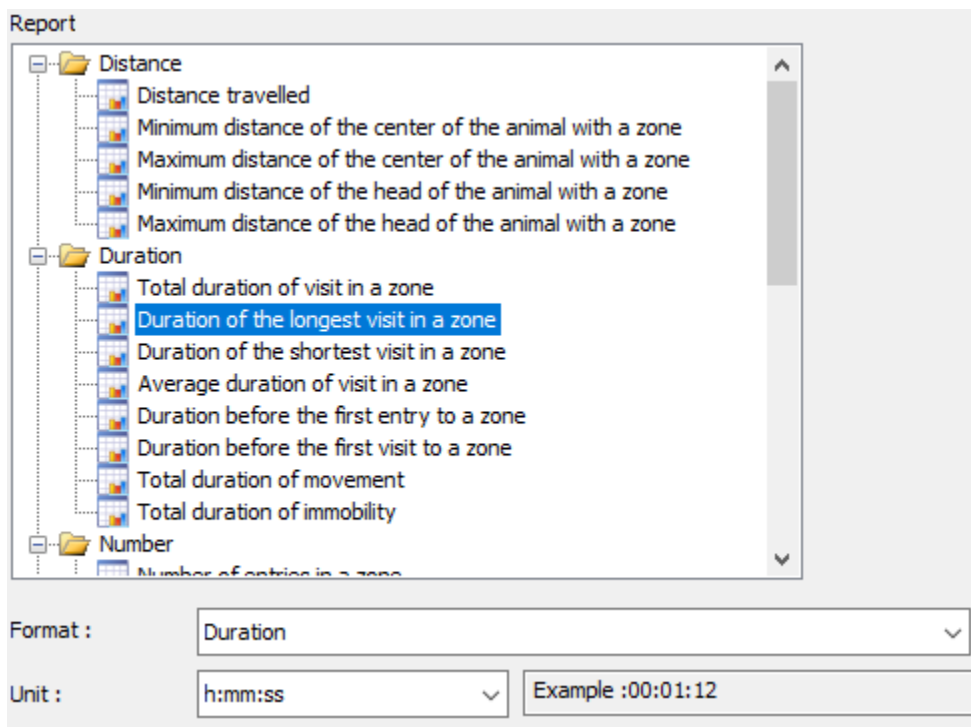 Report
Distance
Distance travelled
Minimum distance of the center of the animal with a zone
Maximum distance of the center of the animal with a zone
Minimum distance of the head of the animal with a zone
Maximum distance of the head of the animal with a zone
Duration
Total duration of visit in a zone
Duration of the longest visit in a zone
Duration of the shortest visit in a zone
Average duration of visit in a zone
Duration before the first entry to a zone
Duration before the first visit to a zone
Total duration of movement
Total duration of immobility
Number
Number of entries in a zone
Format : Duration
Unit : h:mm:ss Example :00:01:12